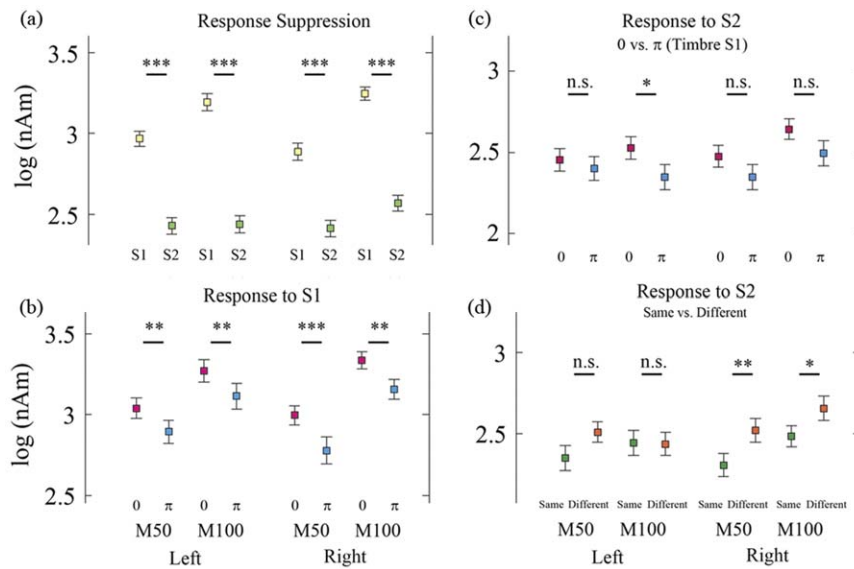 (a)
Response Suppression
log (nAm)
3.5
3
2.5
*** *** *** ***
S1 S2 S1 S2 S1 S2 S1 S2
(b)
Response to S1
log (nAm)
3.5
3
2.5
** ** *** **
0 π 0 π 0 π 0 π
M50 M100 M50 M100
Left Right
(c)
Response to S2
0 vs. π (Timbre S1)
3
2.5
2
n.s. * n.s. n.s.
0 π 0 π 0 π 0 π
(d)
Response to S2
Same vs. Different
3
2.5
n.s. n.s. ** *
Same Different Same Different Same Different Same Different
M50 M100 M50 M100
Left Right